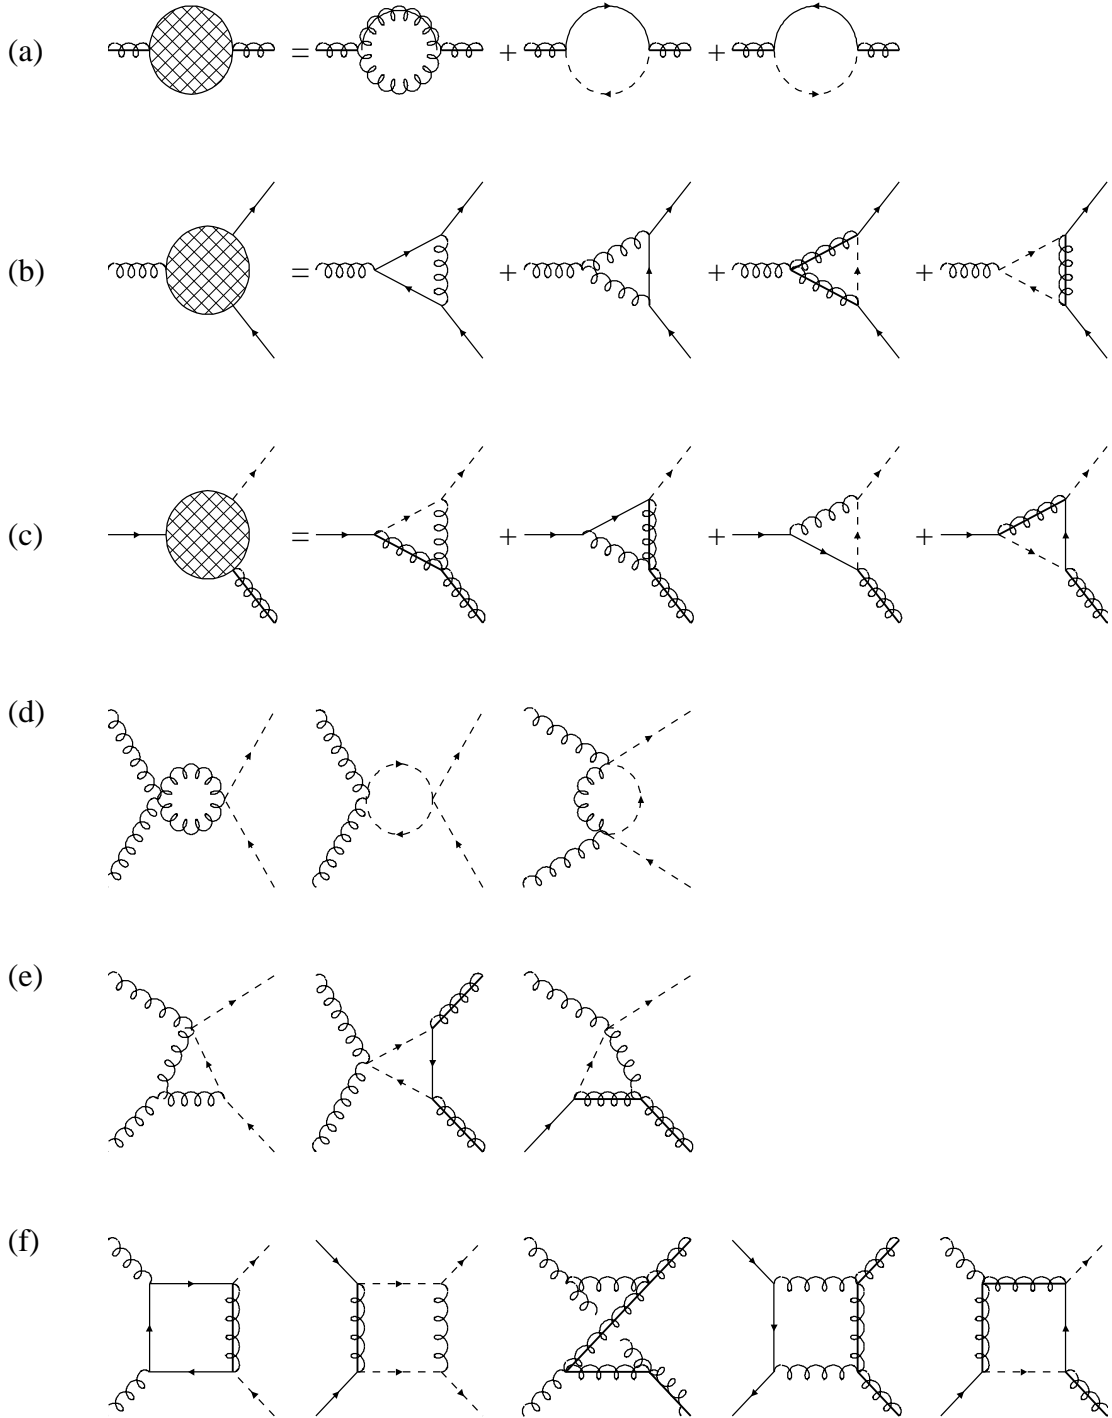 (a) = + +
(b) = + + +
(c) = + + +
(d)
(e)
(f)